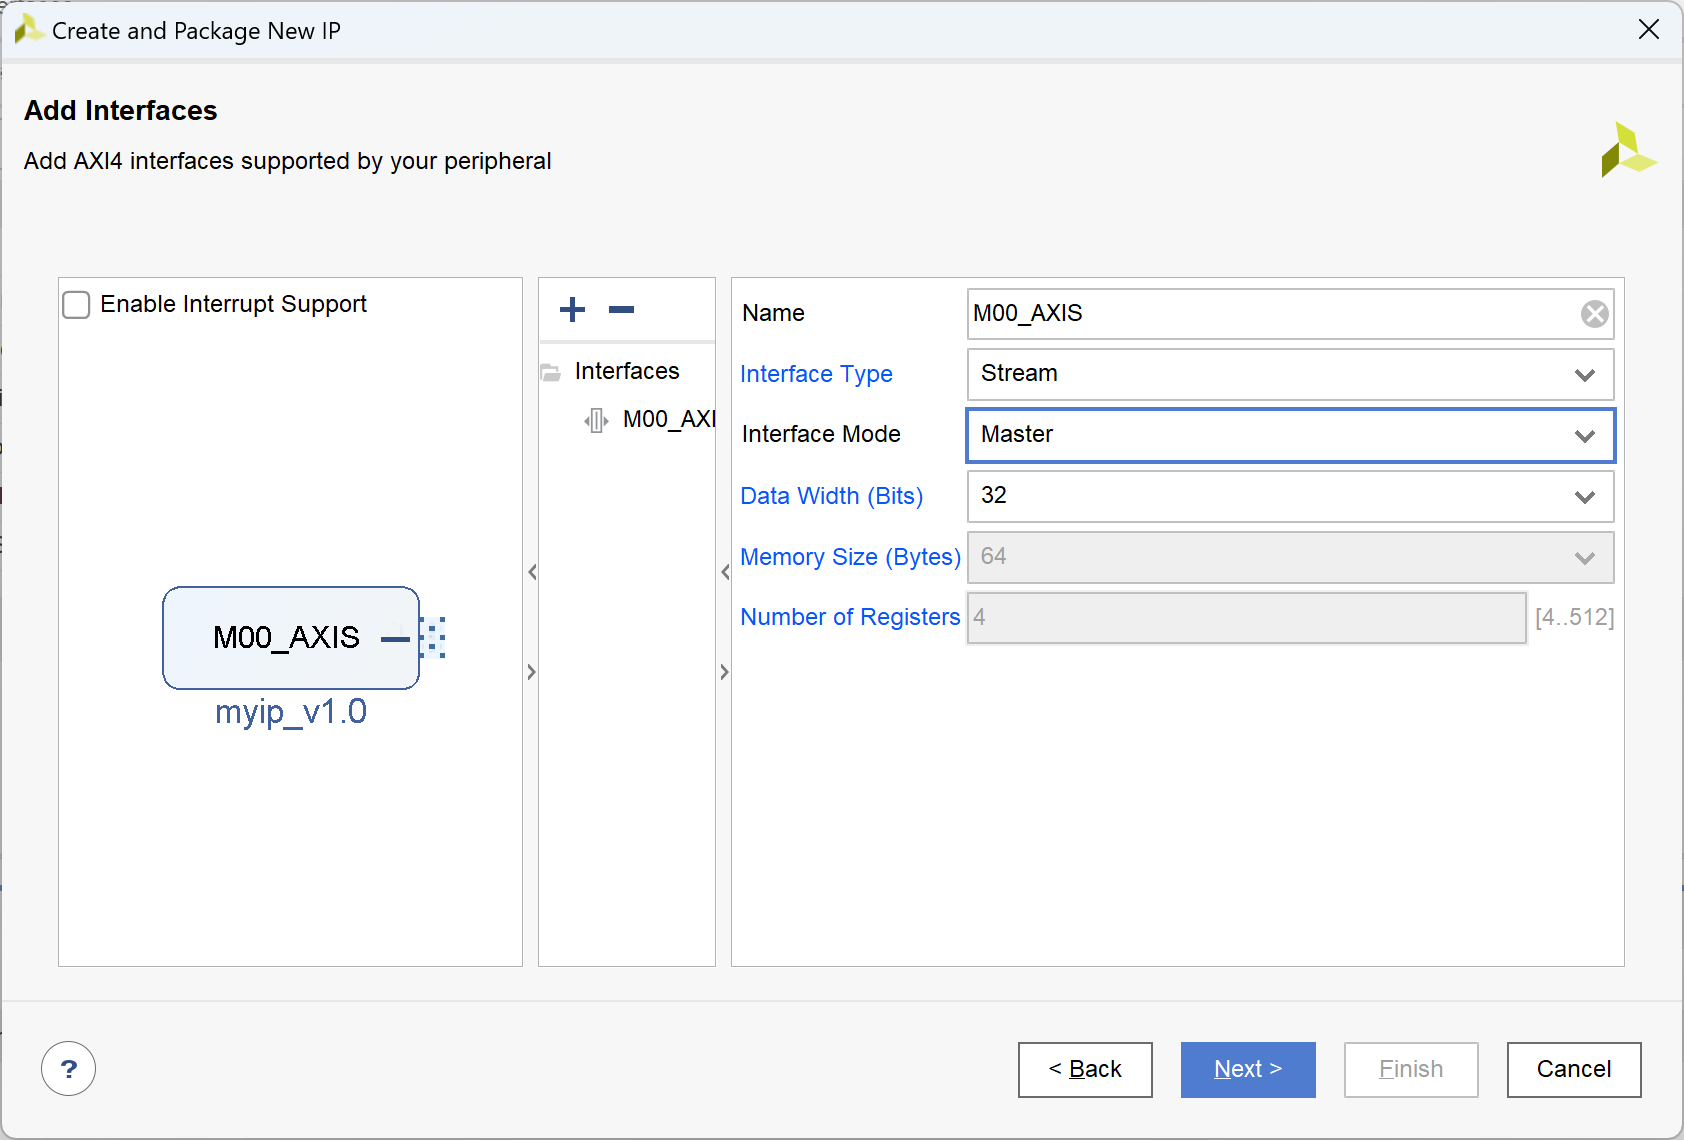 Create and Package New IP
Add Interfaces
Add AXI4 interfaces supported by your peripheral
Enable Interrupt Support
M00_AXIS
myip_v1.0
Interfaces
M00_AXI
Name M00_AXIS
Interface Type Stream
Interface Mode Master
Data Width (Bits) 32
Memory Size (Bytes) 64
Number of Registers 4 [4..512]
? < Back Next > Finish Cancel